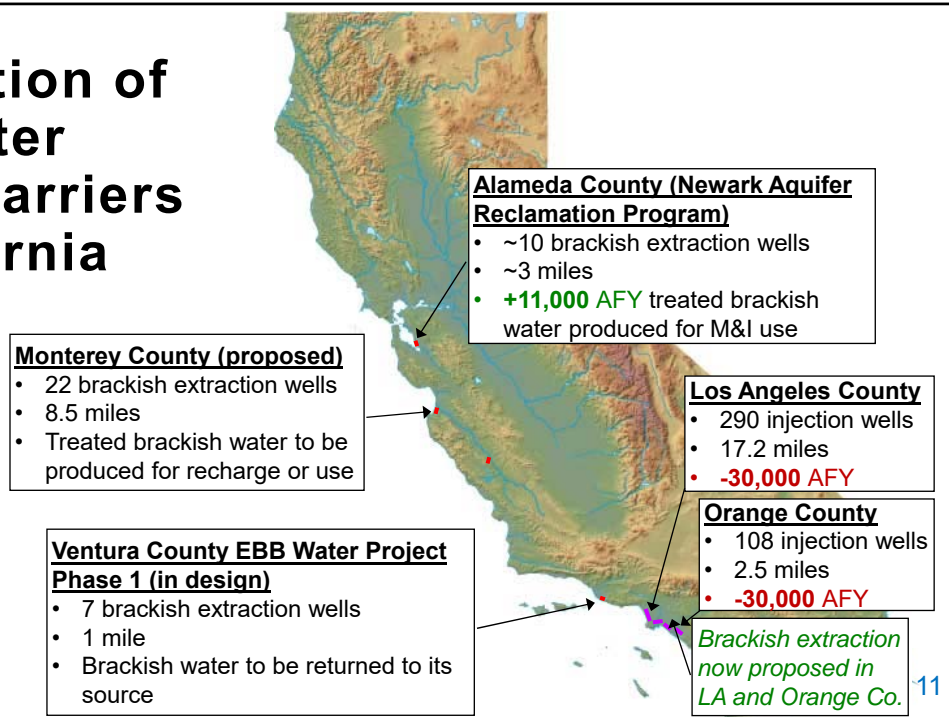 tion of
ter
arriers
rnia
Alameda County (Newark Aquifer
Reclamation Program)
• ~10 brackish extraction wells
• ~3 miles
• +11,000 AFY treated brackish
water produced for M&I use
Monterey County (proposed)
• 22 brackish extraction wells
• 8.5 miles
• Treated brackish water to be
produced for recharge or use
Los Angeles County
• 290 injection wells
• 17.2 miles
• -30,000 AFY
Orange County
• 108 injection wells
• 2.5 miles
• -30,000 AFY
Ventura County EBB Water Project
Phase 1 (in design)
• 7 brackish extraction wells
• 1 mile
• Brackish water to be returned to its
source
Brackish extraction
now proposed in
LA and Orange Co.
11